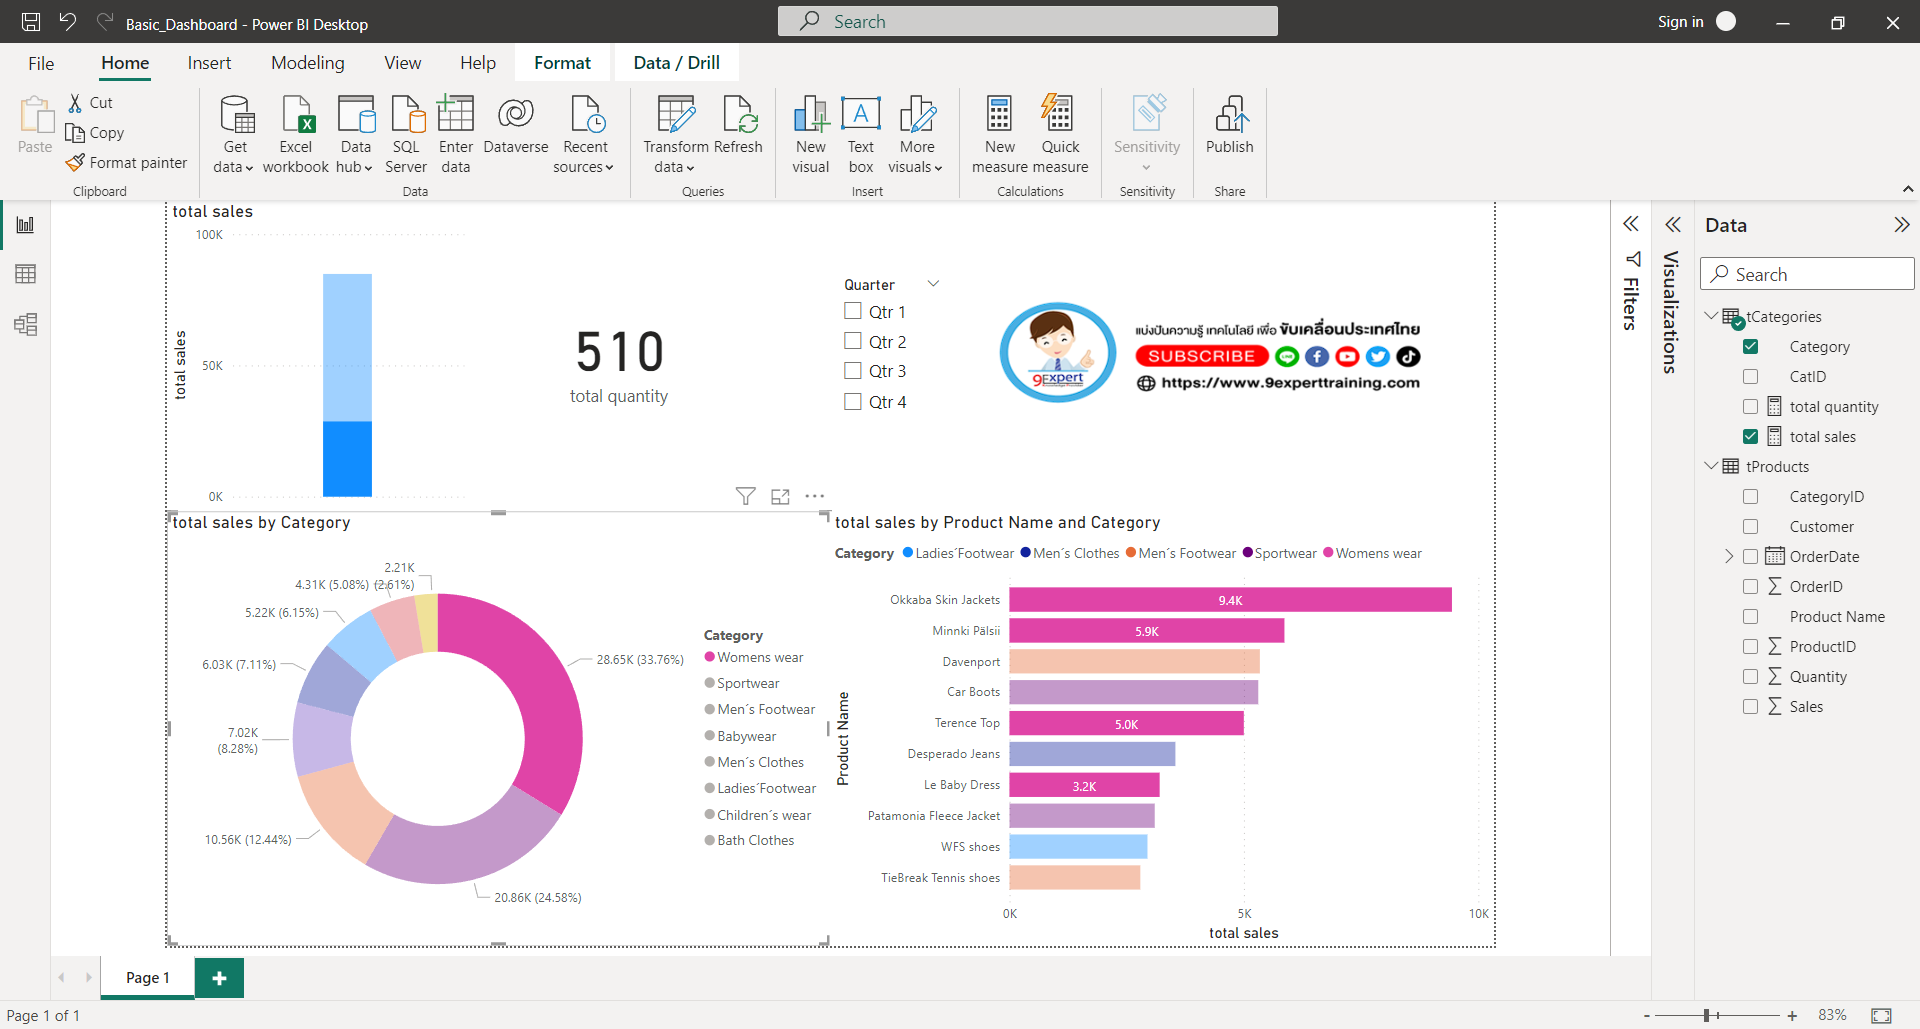 Basic_Dashboard - Power BI Desktop
Search
Sign in
File
Home
Insert
Modeling
View
Help
Format
Data / Drill
Paste
Cut
Copy
Format painter
Clipboard
Get data
Excel workbook
Data hub
SQL Server
Enter data
Dataverse
Recent sources
Data
Transform data
Refresh
Queries
New visual
Text box
More visuals
Insert
New measure
Quick measure
Calculations
Sensitivity
Sensitivity
Publish
Share
total sales
100K
50K
0K
total sales
510
total quantity
Quarter
Qtr 1
Qtr 2
Qtr 3
Qtr 4
9Expert
แบ่งปันความรู้ เทคโนโลยี เพื่อ ขับเคลื่อนประเทศไทย
SUBSCRIBE
https://www.9experttraining.com
total sales by Category
2.21K
(2.61%)
4.31K (5.08%)
5.22K (6.15%)
6.03K (7.11%)
7.02K
(8.28%)
10.56K (12.44%)
20.86K (24.58%)
28.65K (33.76%)
Category
Womens wear
Sportwear
Men´s Footwear
Babywear
Men´s Clothes
Ladies´Footwear
Children´s wear
Bath Clothes
total sales by Product Name and Category
Category Ladies´Footwear Men´s Clothes Men´s Footwear Sportwear Womens wear
Product Name
Okkaba Skin Jackets 9.4K
Minnki Pälsii 5.9K
Davenport
Car Boots
Terence Top 5.0K
Desperado Jeans
Le Baby Dress 3.2K
Patamonia Fleece Jacket
WFS shoes
TieBreak Tennis shoes
0K 5K 10K
total sales
Filters
Visualizations
Data
Search
tCategories
Category
CatID
total quantity
total sales
tProducts
CategoryID
Customer
OrderDate
OrderID
Product Name
ProductID
Quantity
Sales
Page 1
Page 1 of 1
83%